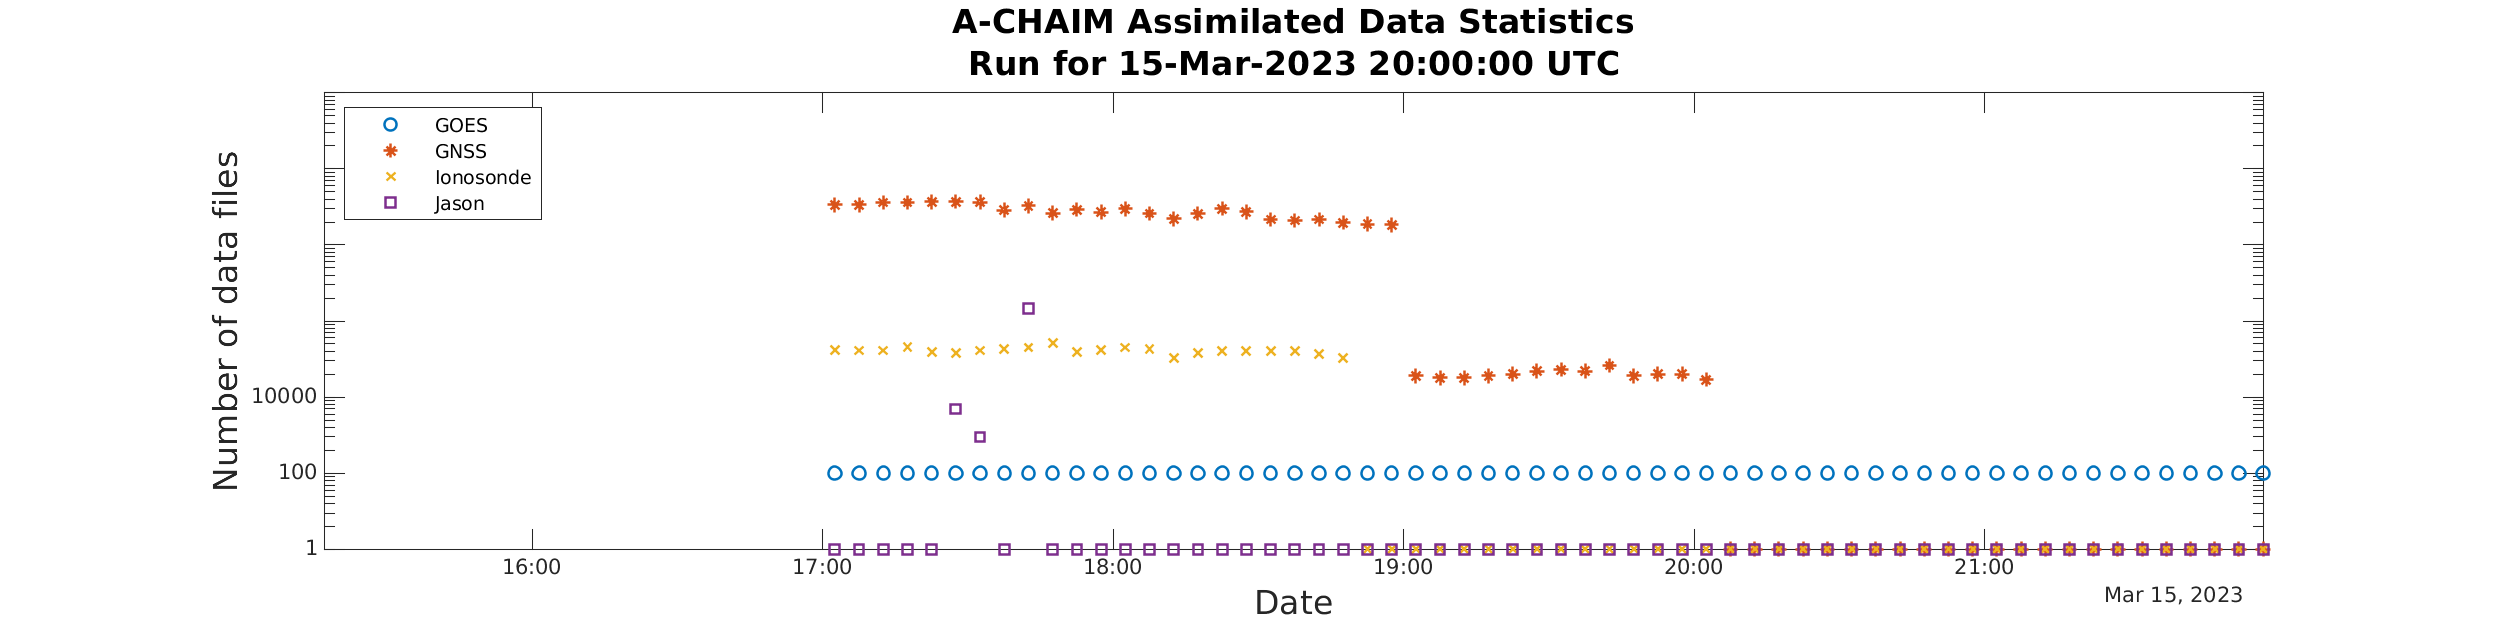 A-CHAIM Assimilated Data Statistics
Run for 15-Mar-2023 20:00:00 UTC
GOES
GNSS
Ionosonde
Jason
Number of data files
10000
100
1
16:00
17:00
18:00
19:00
20:00
21:00
Mar 15, 2023
Date